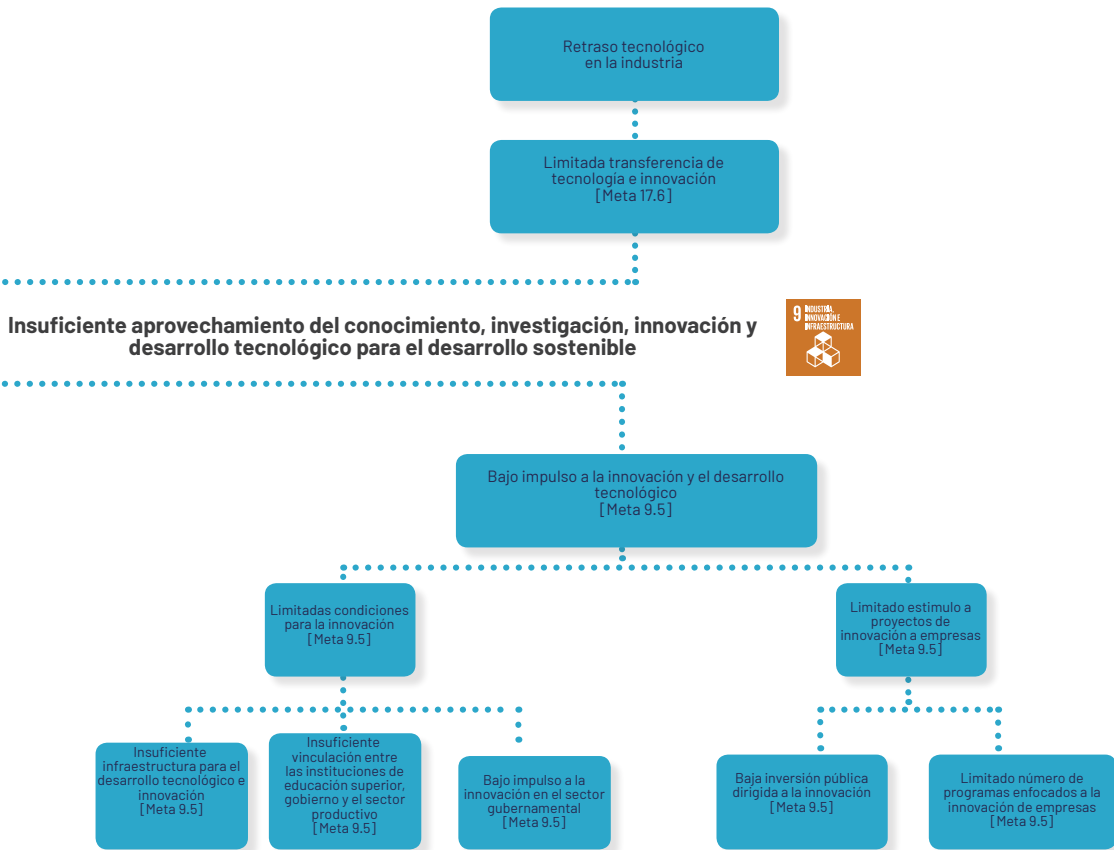 Retraso tecnológico
en la industria
Limitada transferencia de
tecnología e innovación
[Meta 17.6]
Insuficiente aprovechamiento del conocimiento, investigación, innovación y
desarrollo tecnológico para el desarrollo sostenible
9 INDUSTRIA,
INNOVACIÓN E
INFRAESTRUCTURA
Bajo impulso a la innovación y el desarrollo
tecnológico
[Meta 9.5]
Limitadas condiciones
para la innovación
[Meta 9.5]
Limitado estimulo a
proyectos de
innovación a empresas
[Meta 9.5]
Insuficiente
infraestructura para el
desarrollo tecnológico e
innovación
[Meta 9.5]
Insuficiente
vinculación entre
las instituciones de
educación superior,
gobierno y el sector
productivo
[Meta 9.5]
Bajo impulso a la
innovación en el sector
gubernamental
[Meta 9.5]
Baja inversión pública
dirigida a la innovación
[Meta 9.5]
Limitado número de
programas enfocados a la
innovación de empresas
[Meta 9.5]